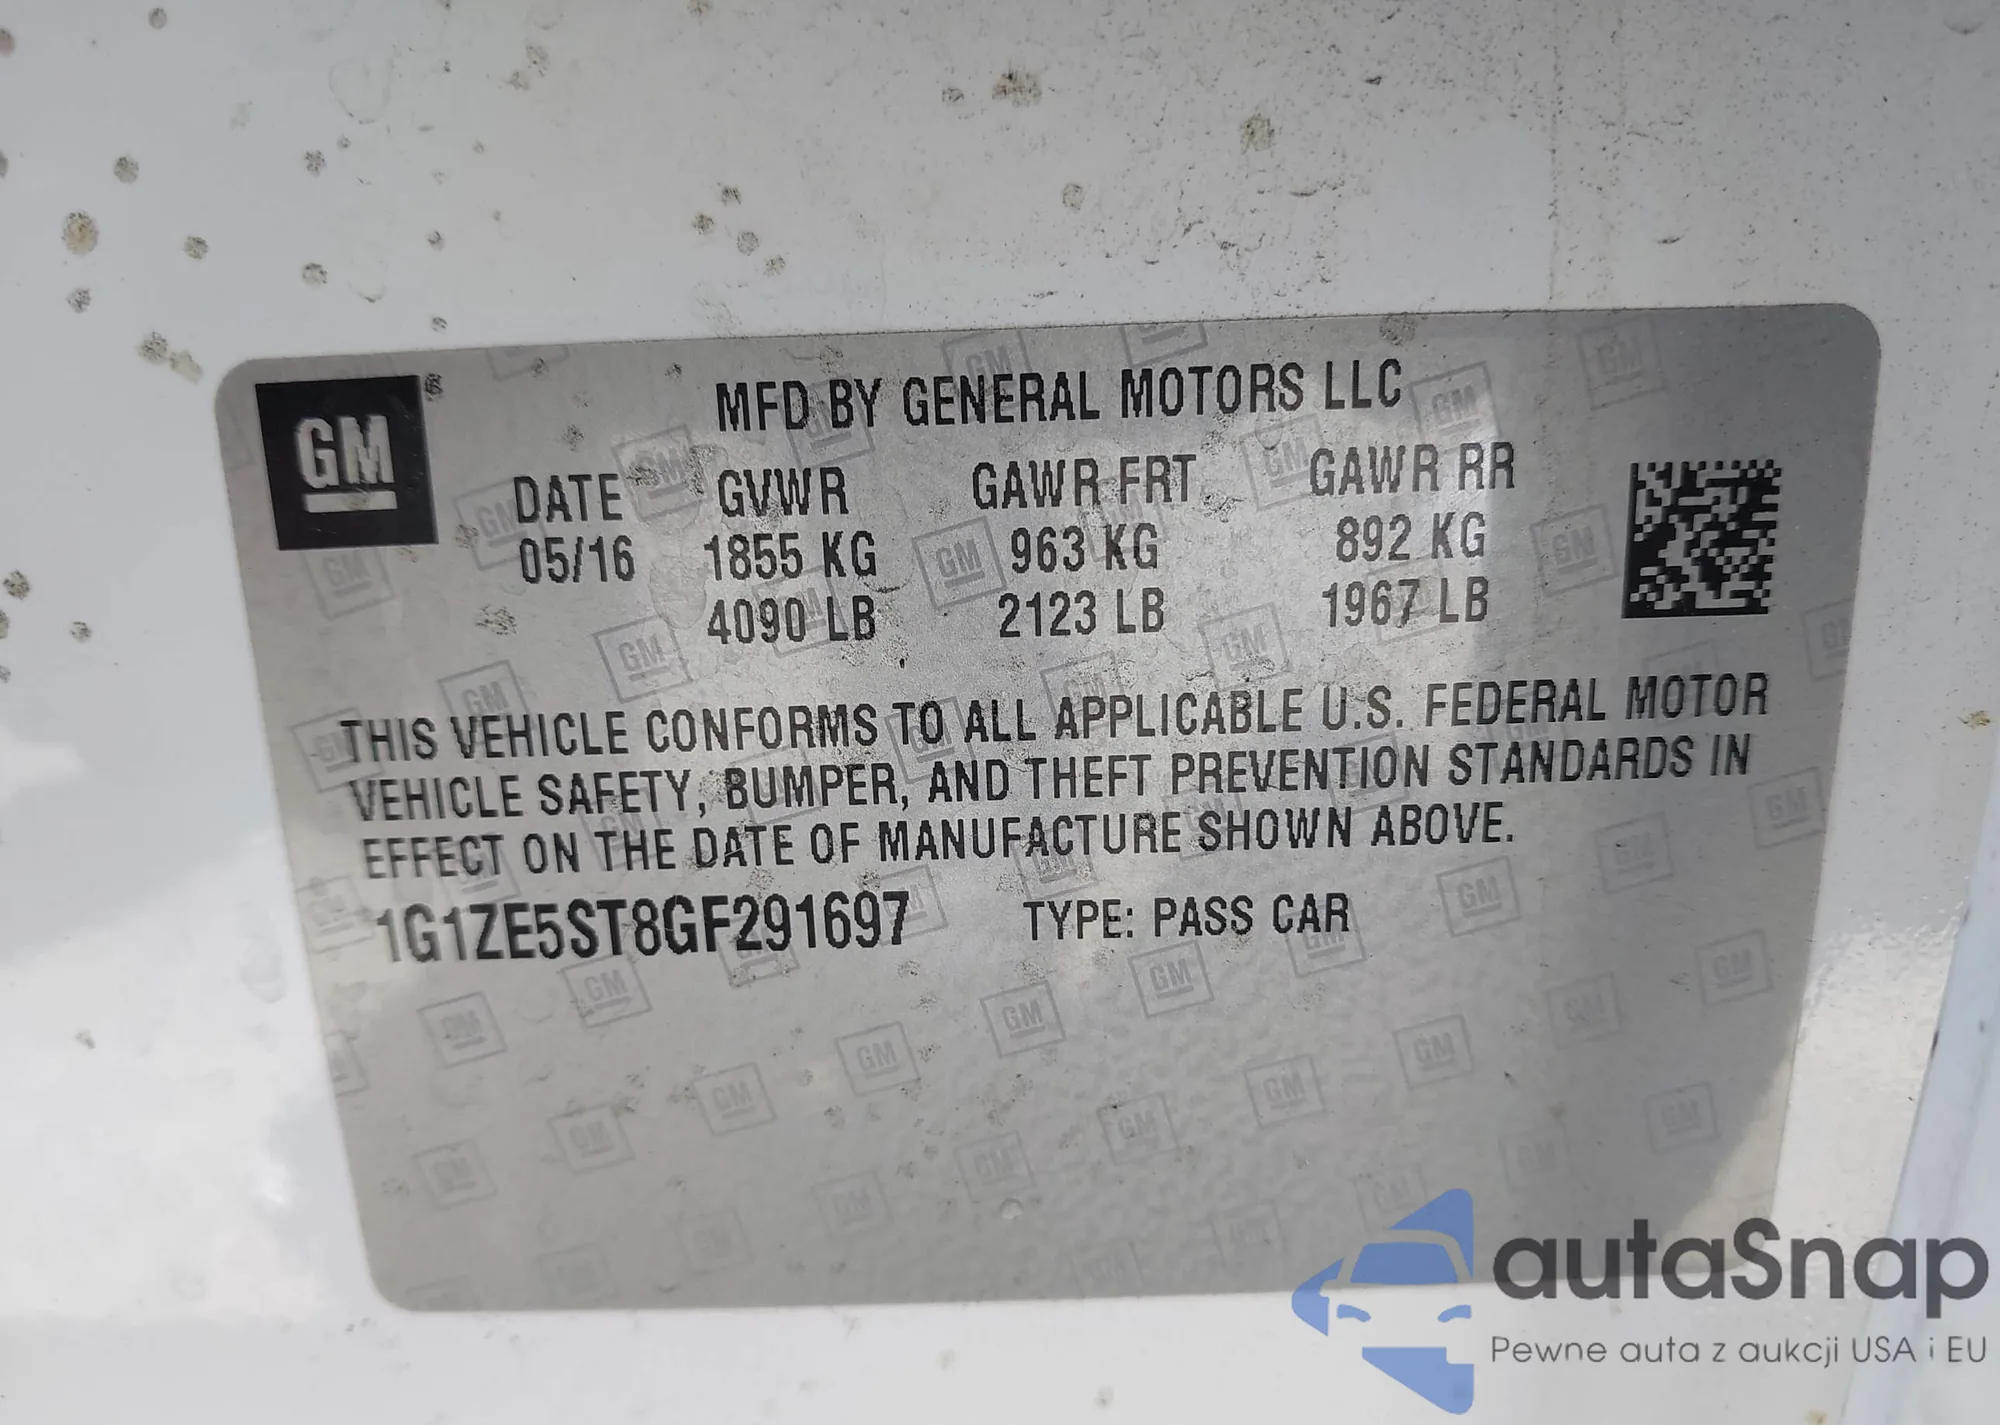 GM
MFD BY GENERAL MOTORS LLC
DATE GVWR GAWR FRT GAWR RR
05/16 1855 KG 963 KG 892 KG
4090 LB 2123 LB 1967 LB
THIS VEHICLE CONFORMS TO ALL APPLICABLE U.S. FEDERAL MOTOR
VEHICLE SAFETY, BUMPER, AND THEFT PREVENTION STANDARDS IN
EFFECT ON THE DATE OF MANUFACTURE SHOWN ABOVE.
1G1ZE5ST8GF291697 TYPE: PASS CAR
autaSnap
Pewne auta z aukcji USA i EU